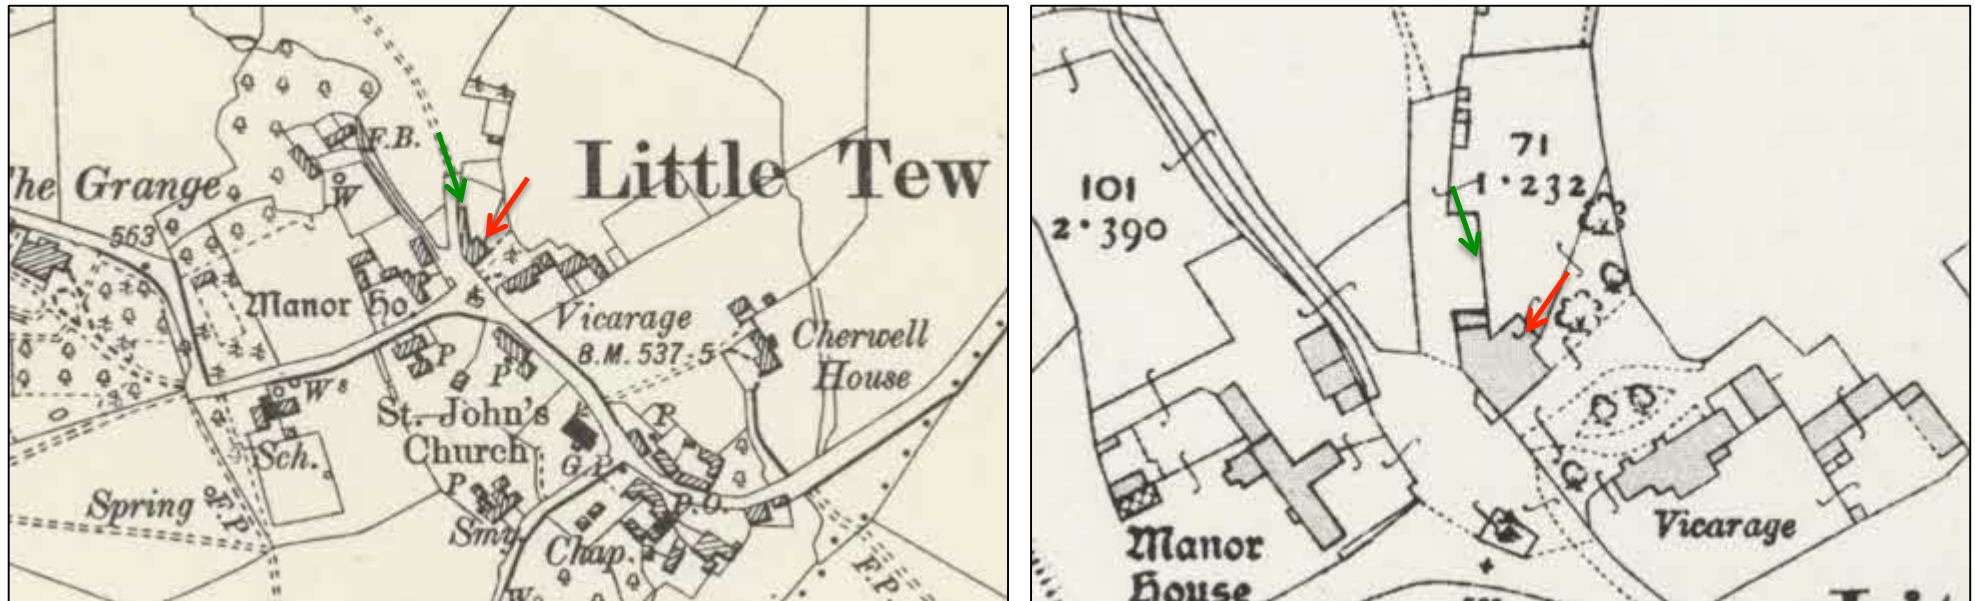 F.B.
Little Tew
The Grange
W
563
Manor Ho.
Vicarage
B.M. 537·5
Cherwell
House
P
P
Wˢ
St. John's
Church
P
Sch.
G.P.
P
Spring
F.P.
P.O.
Smy.
Chap.
F.P.
71
1·232
101
2·390
Manor
House
Vicarage